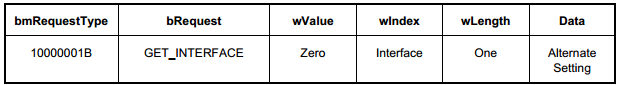 bmRequestType bRequest wValue wIndex wLength Data
10000001B GET_INTERFACE Zero Interface One Alternate
Setting